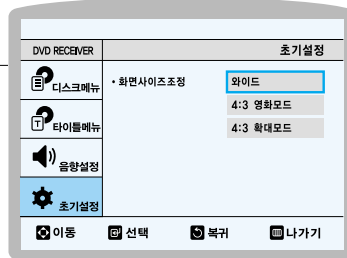 DVD RECEIVER 초기설정
디스크메뉴
• 화면사이즈조정 와이드
4:3 영화모드
T 타이틀메뉴
4:3 확대모드
음향설정
초기설정
이동 선택 복귀 나가기